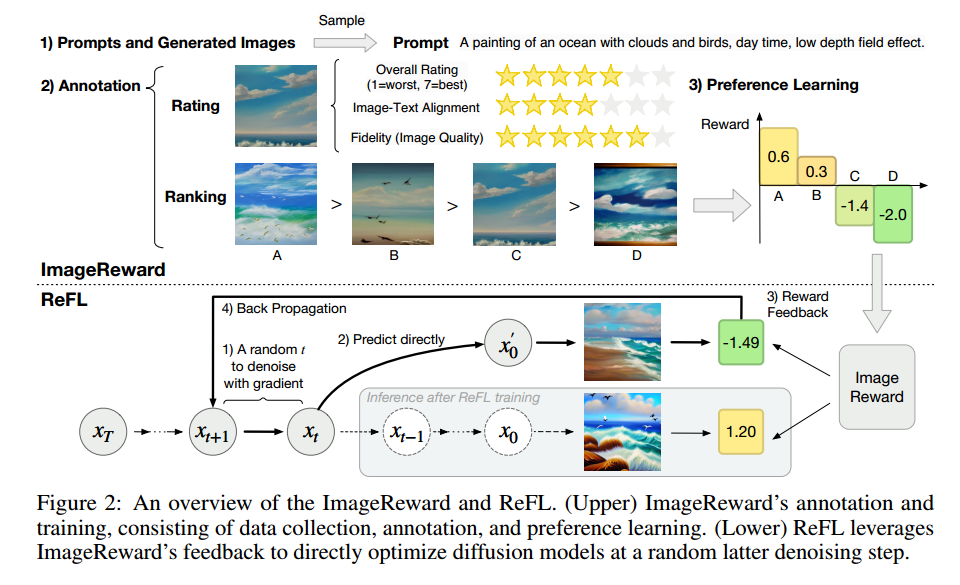 Sample
1) Prompts and Generated Images
Prompt A painting of an ocean with clouds and birds, day time, low depth field effect.
2) Annotation
Rating
Overall Rating
(1=worst, 7=best)
Image-Text Alignment
Fidelity (Image Quality)
3) Preference Learning
Reward
0.6
0.3
-1.4
-2.0
A
B
C
D
Ranking
>
>
>
A
B
C
D
ImageReward
ReFL
4) Back Propagation
3) Reward
Feedback
1) A random t
to denoise
with gradient
2) Predict directly
x'₀
-1.49
Image
Reward
Inference after ReFL training
x_T
x_{t+1}
x_t
x_{t−1}
x₀
1.20
Figure 2: An overview of the ImageReward and ReFL. (Upper) ImageReward's annotation and
training, consisting of data collection, annotation, and preference learning. (Lower) ReFL leverages
ImageReward's feedback to directly optimize diffusion models at a random latter denoising step.